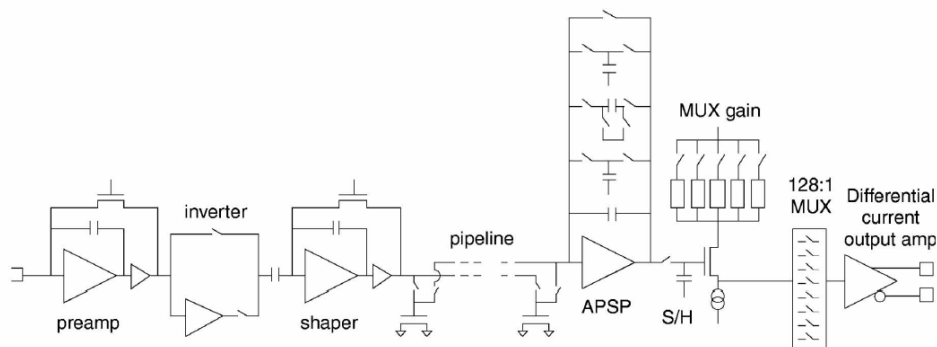 MUX gain
128:1
MUX
Differential
current
output amp
inverter
pipeline
preamp
shaper
APSP
S/H